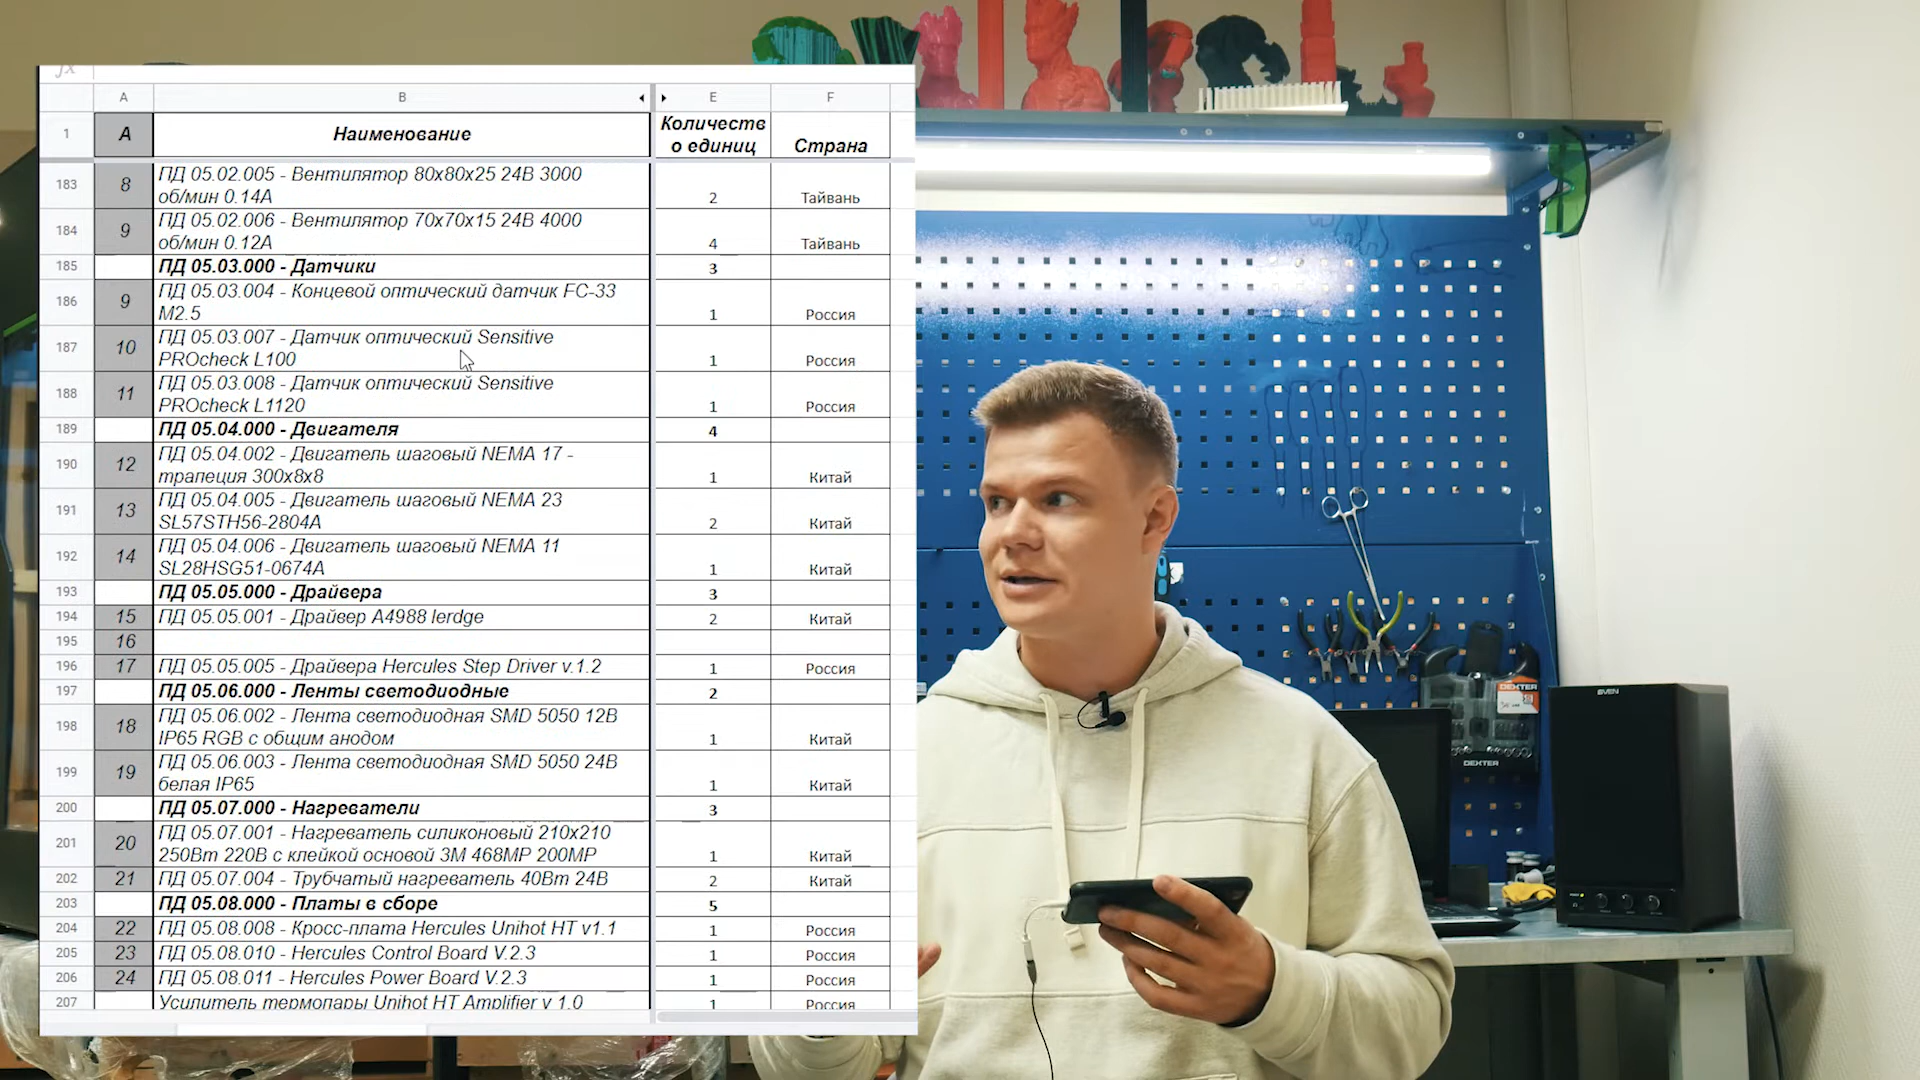 fx
A B E F
1 A Наименование Количеств
о единиц Страна
183 8 ПД 05.02.005 - Вентилятор 80x80x25 24В 3000
об/мин 0.14А 2 Тайвань
184 9 ПД 05.02.006 - Вентилятор 70x70x15 24В 4000
об/мин 0.12А 4 Тайвань
185 ПД 05.03.000 - Датчики 3
186 9 ПД 05.03.004 - Концевой оптический датчик FC-33
М2.5 1 Россия
187 10 ПД 05.03.007 - Датчик оптический Sensitive
PROcheck L100 1 Россия
188 11 ПД 05.03.008 - Датчик оптический Sensitive
PROcheck L1120 1 Россия
189 ПД 05.04.000 - Двигателя 4
190 12 ПД 05.04.002 - Двигатель шаговый NEMA 17 -
трапеция 300x8x8 1 Китай
191 13 ПД 05.04.005 - Двигатель шаговый NEMA 23
SL57STH56-2804A 2 Китай
192 14 ПД 05.04.006 - Двигатель шаговый NEMA 11
SL28HSG51-0674A 1 Китай
193 ПД 05.05.000 - Драйвера 3
194 15 ПД 05.05.001 - Драйвер A4988 lerdge 2 Китай
195 16
196 17 ПД 05.05.005 - Драйвера Hercules Step Driver v.1.2 1 Россия
197 ПД 05.06.000 - Ленты светодиодные 2
198 18 ПД 05.06.002 - Лента светодиодная SMD 5050 12В
IP65 RGB с общим анодом 1 Китай
199 19 ПД 05.06.003 - Лента светодиодная SMD 5050 24В
белая IP65 1 Китай
200 ПД 05.07.000 - Нагреватели 3
201 20 ПД 05.07.001 - Нагреватель силиконовый 210x210
250Вт 220В с клейкой основой 3М 468МР 200МР 1 Китай
202 21 ПД 05.07.004 - Трубчатый нагреватель 40Вт 24В 2 Китай
203 ПД 05.08.000 - Платы в сборе 5
204 22 ПД 05.08.008 - Кросс-плата Hercules Unihot HT v1.1 1 Россия
205 23 ПД 05.08.010 - Hercules Control Board V.2.3 1 Россия
206 24 ПД 05.08.011 - Hercules Power Board V.2.3 1 Россия
207 Усилитель термопары Unihot HT Amplifier v 1.0 1 Россия
DEXTER
DEXTER
SVEN